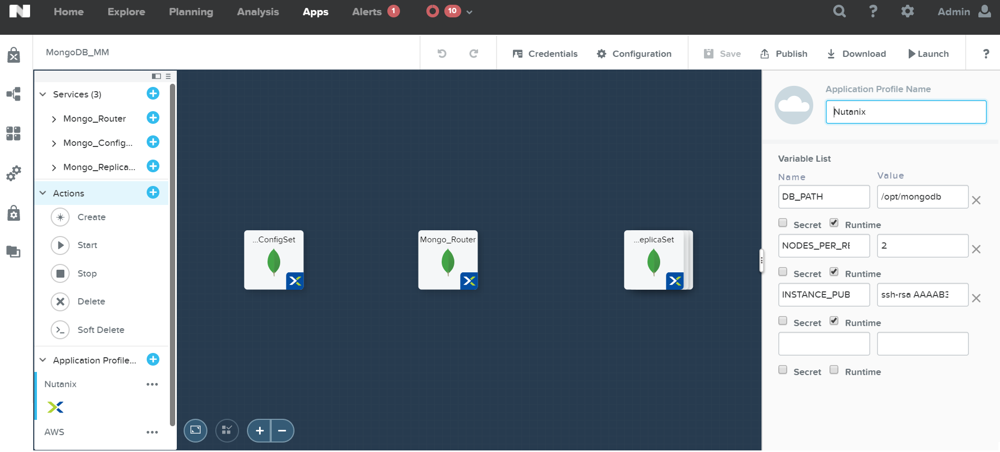 Home Explore Planning Analysis Apps Alerts 1 10 Admin
MongoDB_MM Credentials Configuration Save Publish Download Launch ?
Services (3)
Mongo_Router
Mongo_Config...
Mongo_Replica...
Actions
Create
Start
Stop
Delete
Soft Delete
Application Profile...
Nutanix
AWS
...ConfigSet
Mongo_Router
...eplicaSet
Application Profile Name
Nutanix
Variable List
Name Value
DB_PATH /opt/mongodb
Secret Runtime
NODES_PER_RE 2
Secret Runtime
INSTANCE_PUB ssh-rsa AAAAB3
Secret Runtime
Secret Runtime